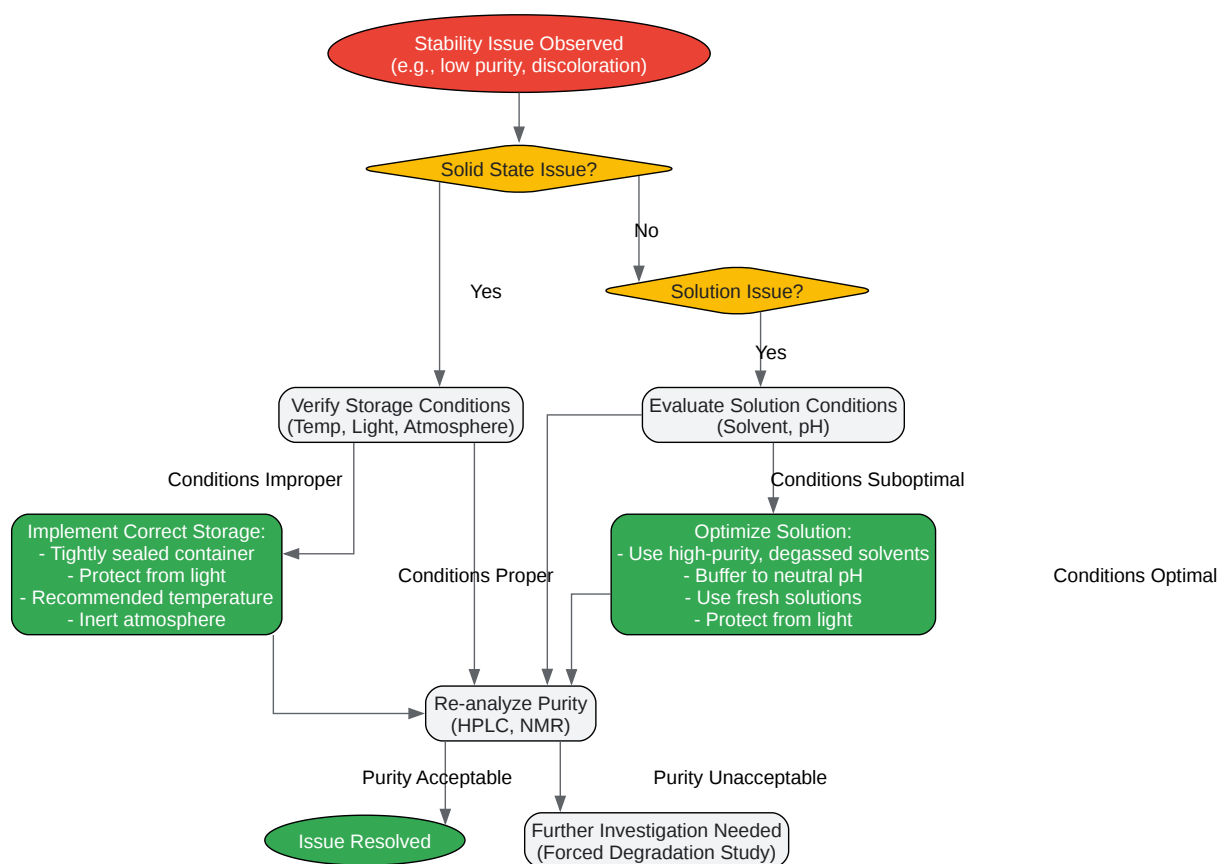 Stability Issue Observed
(e.g., low purity, discoloration)
Solid State Issue?
No
Yes
Solution Issue?
Yes
Verify Storage Conditions
(Temp, Light, Atmosphere)
Evaluate Solution Conditions
(Solvent, pH)
Conditions Improper
Conditions Suboptimal
Implement Correct Storage:
- Tightly sealed container
- Protect from light
- Recommended temperature
- Inert atmosphere
Conditions Proper
Optimize Solution:
- Use high-purity, degassed solvents
- Buffer to neutral pH
- Use fresh solutions
- Protect from light
Conditions Optimal
Re-analyze Purity
(HPLC, NMR)
Purity Acceptable
Purity Unacceptable
Issue Resolved
Further Investigation Needed
(Forced Degradation Study)